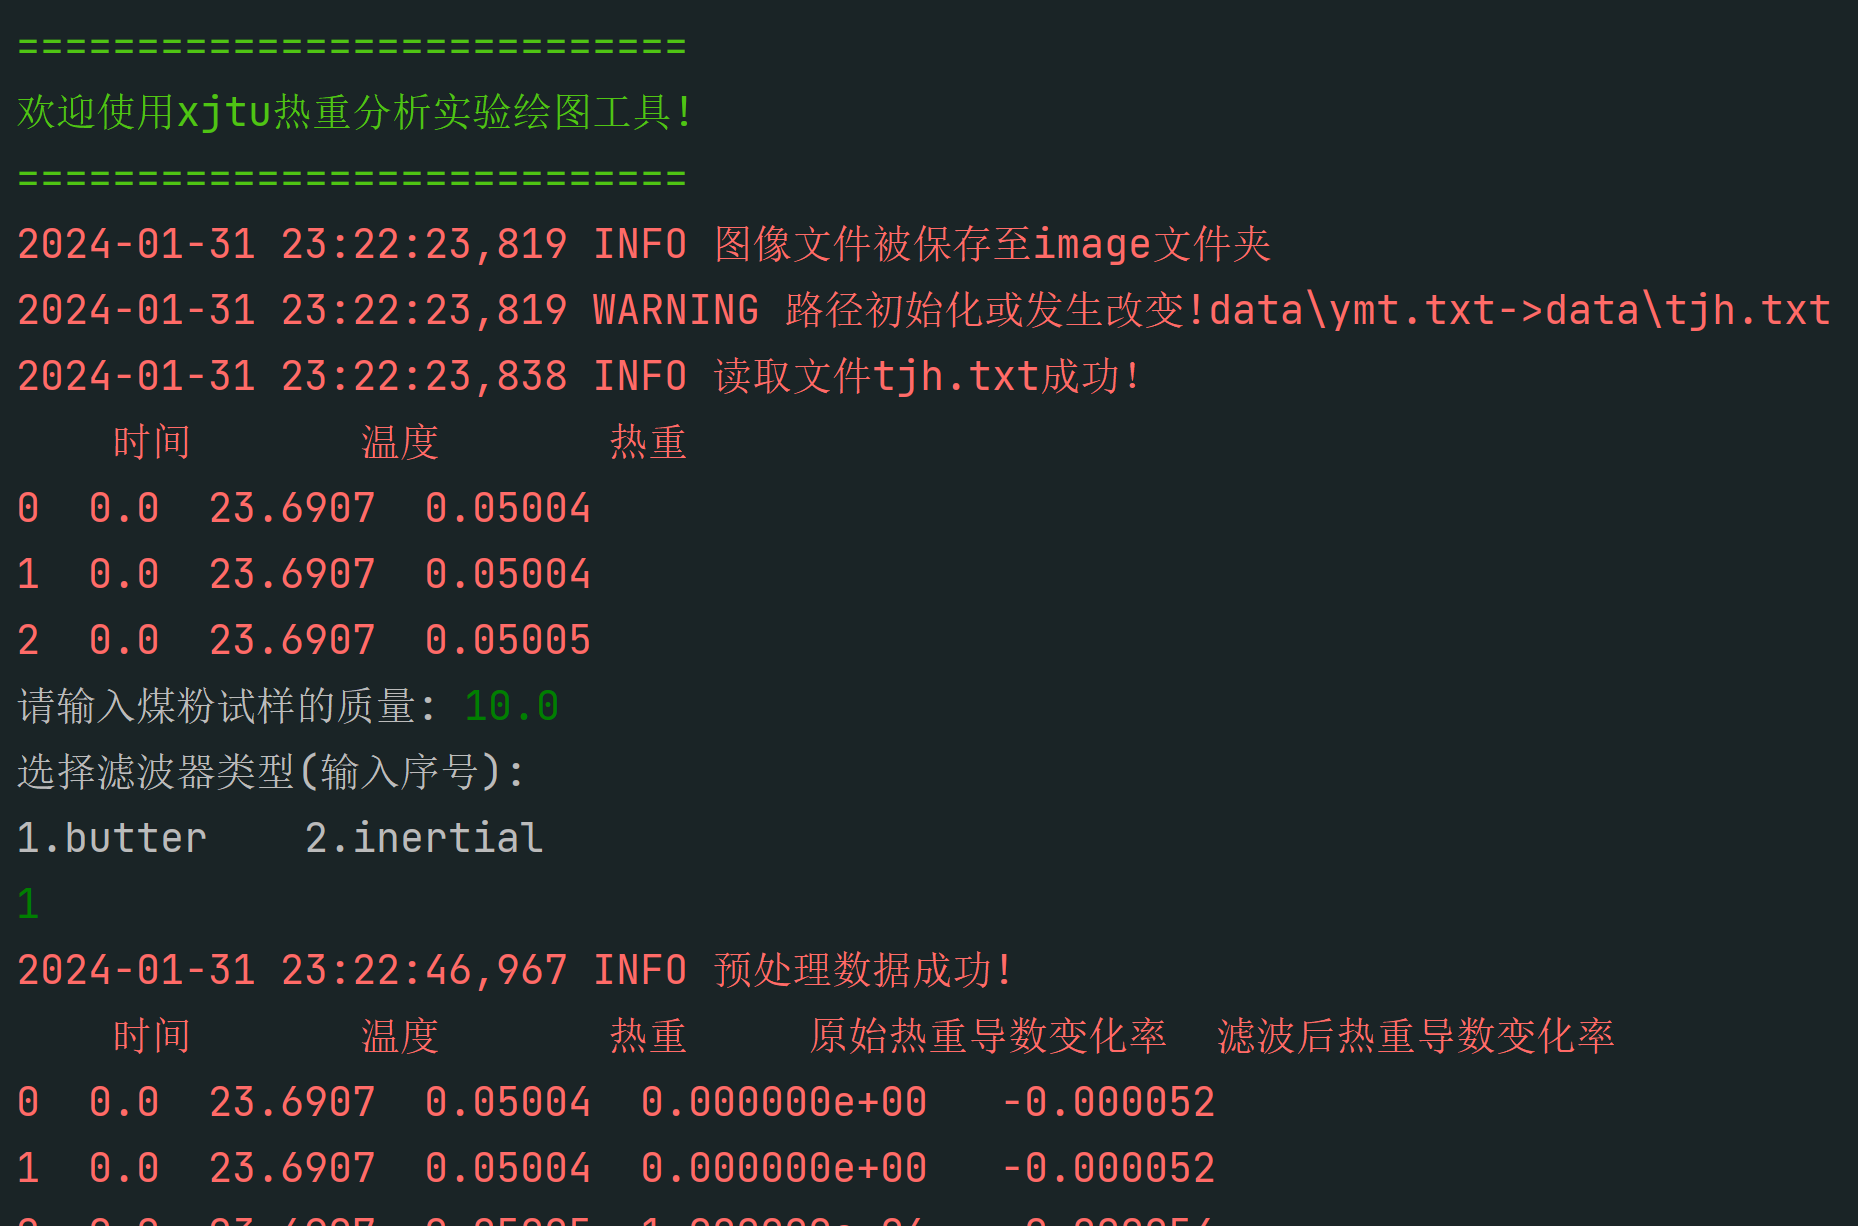 ============================
欢迎使用xjtu热重分析实验绘图工具!
============================
2024-01-31 23:22:23,819 INFO 图像文件被保存至image文件夹
2024-01-31 23:22:23,819 WARNING 路径初始化或发生改变!data\ymt.txt->data\tjh.txt
2024-01-31 23:22:23,838 INFO 读取文件tjh.txt成功!
时间 温度 热重
0 0.0 23.6907 0.05004
1 0.0 23.6907 0.05004
2 0.0 23.6907 0.05005
请输入煤粉试样的质量: 10.0
选择滤波器类型(输入序号):
1.butter 2.inertial
1
2024-01-31 23:22:46,967 INFO 预处理数据成功!
时间 温度 热重 原始热重导数变化率 滤波后热重导数变化率
0 0.0 23.6907 0.05004 0.000000e+00 -0.000052
1 0.0 23.6907 0.05004 0.000000e+00 -0.000052